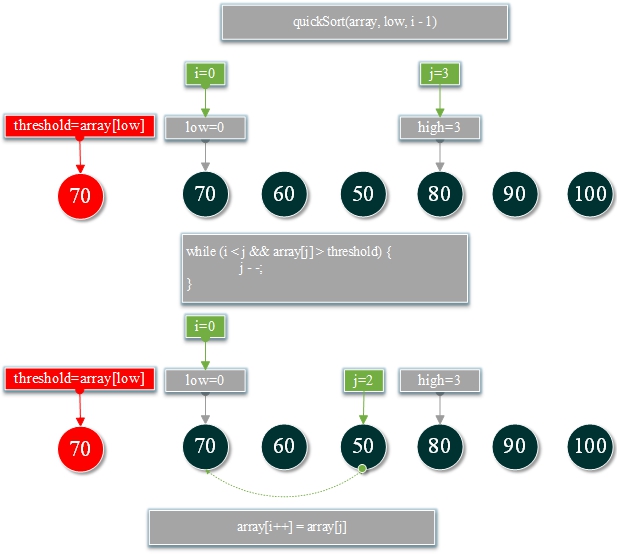 quickSort(array, low, i - 1)
i=0 j=3
threshold=array[low] low=0 high=3
70 70 60 50 80 90 100
while (i < j && array[j] > threshold) {
j - -;
}
i=0
threshold=array[low] low=0 j=2 high=3
70 70 60 50 80 90 100
array[i++] = array[j]